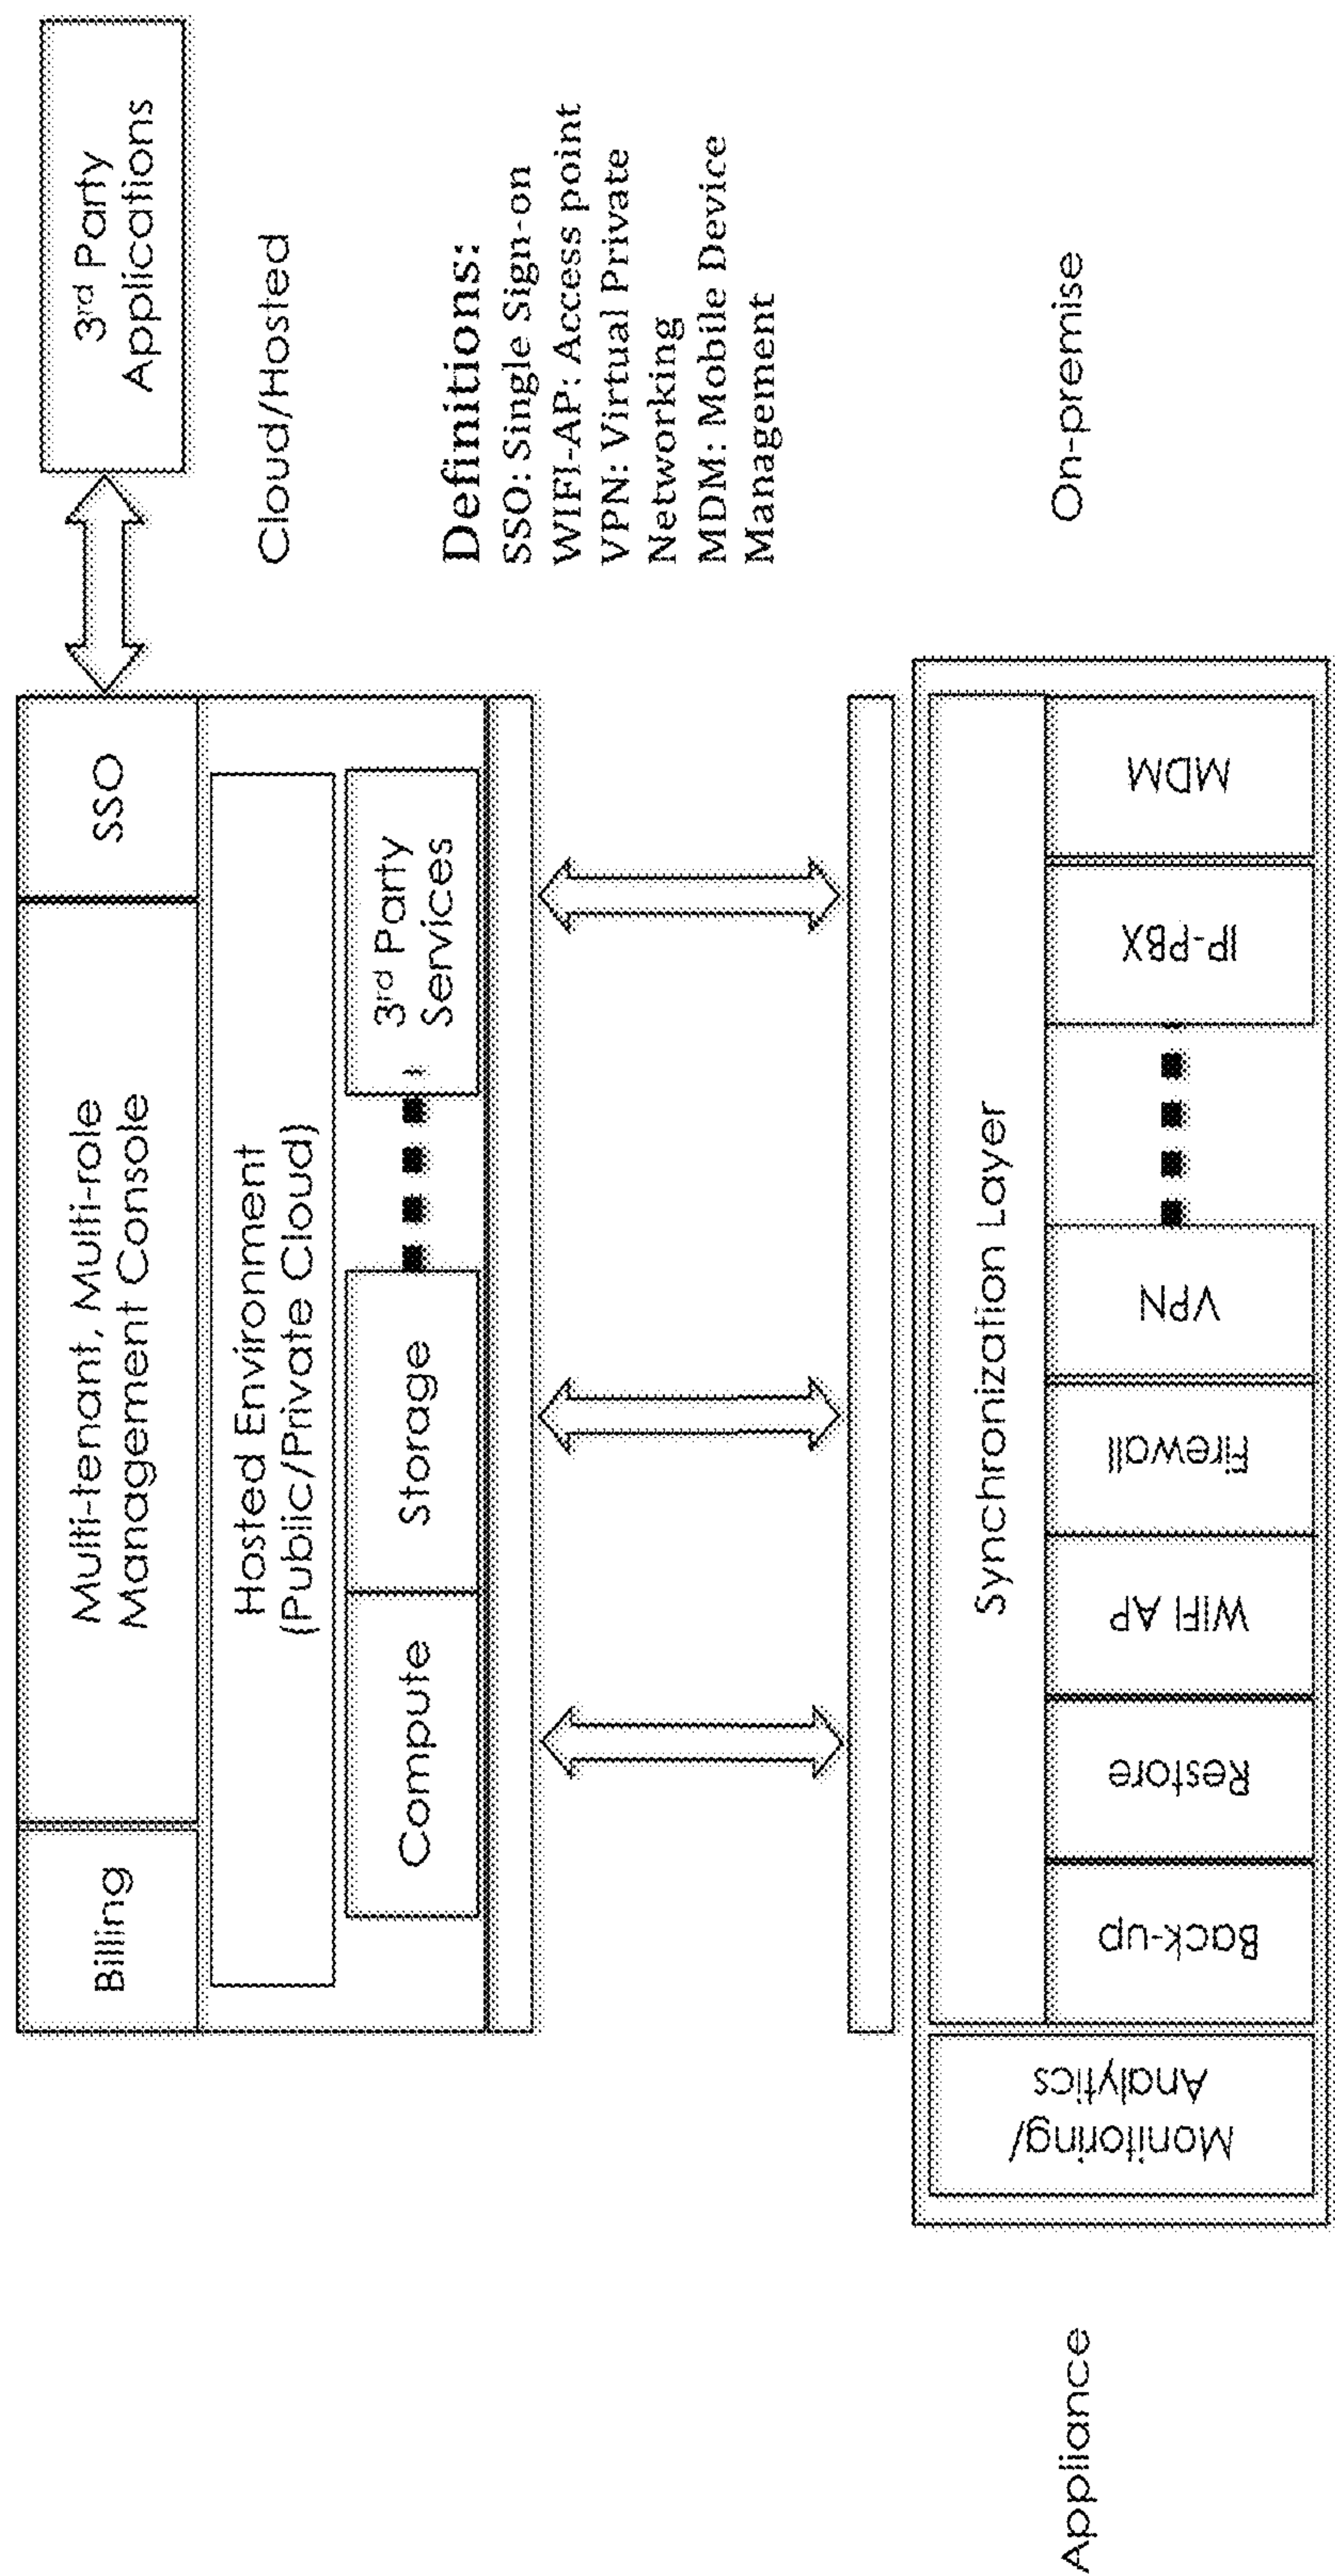 Billing
Multi-tenant, Multi-role
Management Console
SSO
3rd Party
Applications
Hosted Environment
(Public/Private Cloud)
Cloud/Hosted
Compute
Storage
3rd Party
Services
Definitions:
SSO: Single Sign-on
WIFI-AP: Access point
VPN: Virtual Private
Networking
MDM: Mobile Device
Management
Appliance
Monitoring/
Analytics
Synchronization Layer
Back-up
Restore
WIFI AP
Firewall
VPN
IP-PBX
MDM
On-premise